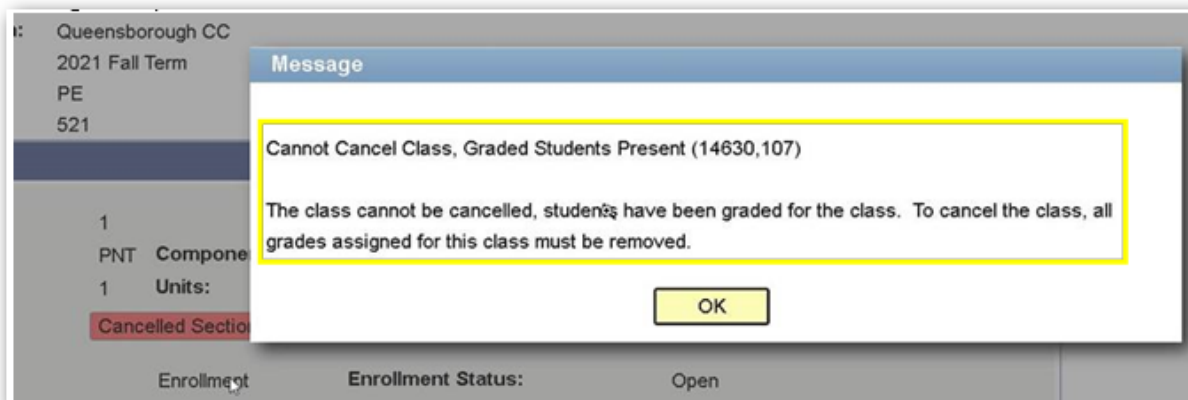 Queensborough CC
2021 Fall Term
PE
521
Message
Cannot Cancel Class, Graded Students Present (14630,107)
The class cannot be cancelled, students have been graded for the class. To cancel the class, all
grades assigned for this class must be removed.
OK
1
PNT Compone
1 Units:
Cancelled Sectio
Enrollment Enrollment Status: Open